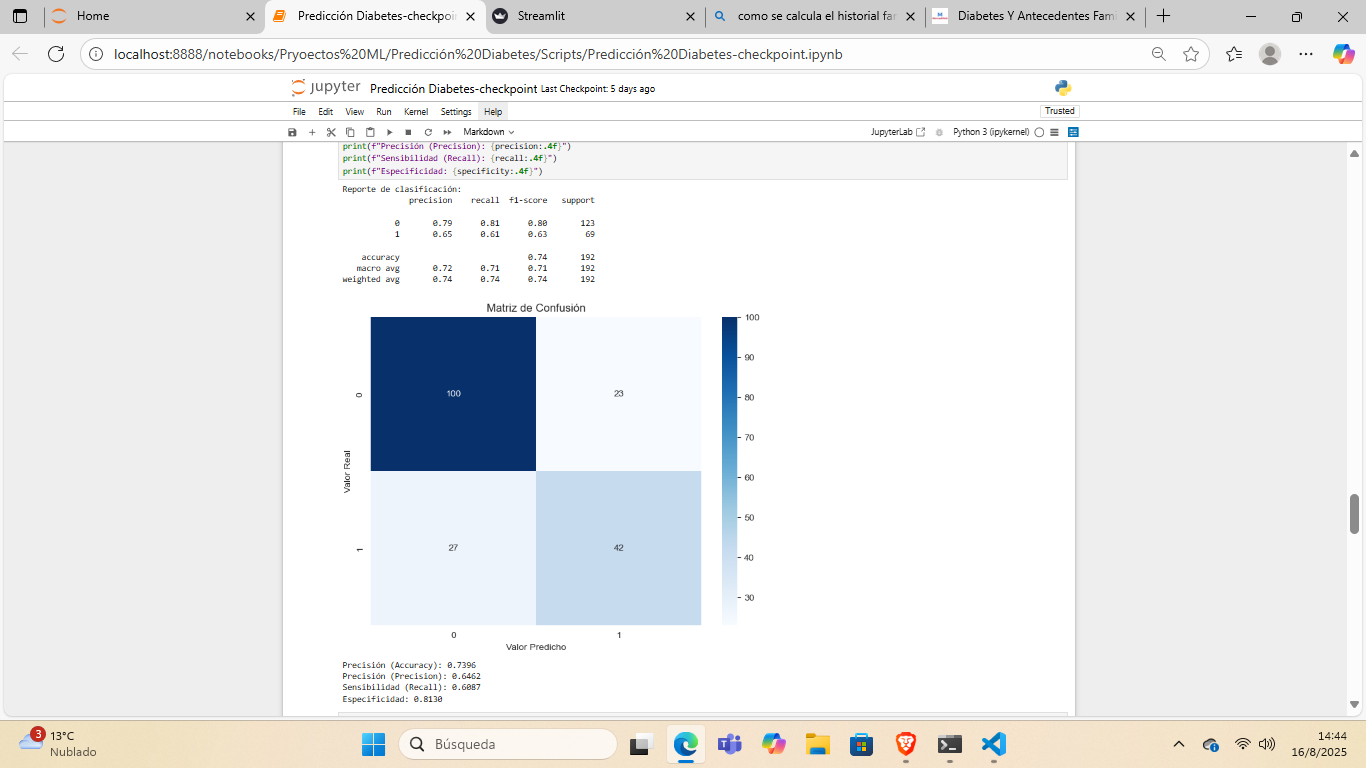 Home
Predicción Diabetes-checkpoin
Streamlit
como se calcula el historial fam
Diabetes Y Antecedentes Fami
localhost:8888/notebooks/Pryoectos%20ML/Predicción%20Diabetes/Scripts/Predicción%20Diabetes-checkpoint.ipynb
jupyter Predicción Diabetes-checkpoint Last Checkpoint: 5 days ago
File Edit View Run Kernel Settings Help Trusted
Markdown JupyterLab Python 3 (ipykernel)
print(f"Precisión (Precision): {precision:.4f}")
print(f"Sensibilidad (Recall): {recall:.4f}")
print(f"Especificidad: {specificity:.4f}")
Reporte de clasificación:
precision recall f1-score support
0 0.79 0.81 0.80 123
1 0.65 0.61 0.63 69
accuracy 0.74 192
macro avg 0.72 0.71 0.71 192
weighted avg 0.74 0.74 0.74 192
Matriz de Confusión
100
90
80
70
60
50
40
30
0
1
Valor Real
100 23
27 42
0 1
Valor Predicho
Precisión (Accuracy): 0.7396
Precisión (Precision): 0.6462
Sensibilidad (Recall): 0.6087
Especificidad: 0.8130
3
13°C
Nublado
Búsqueda
14:44
16/8/2025